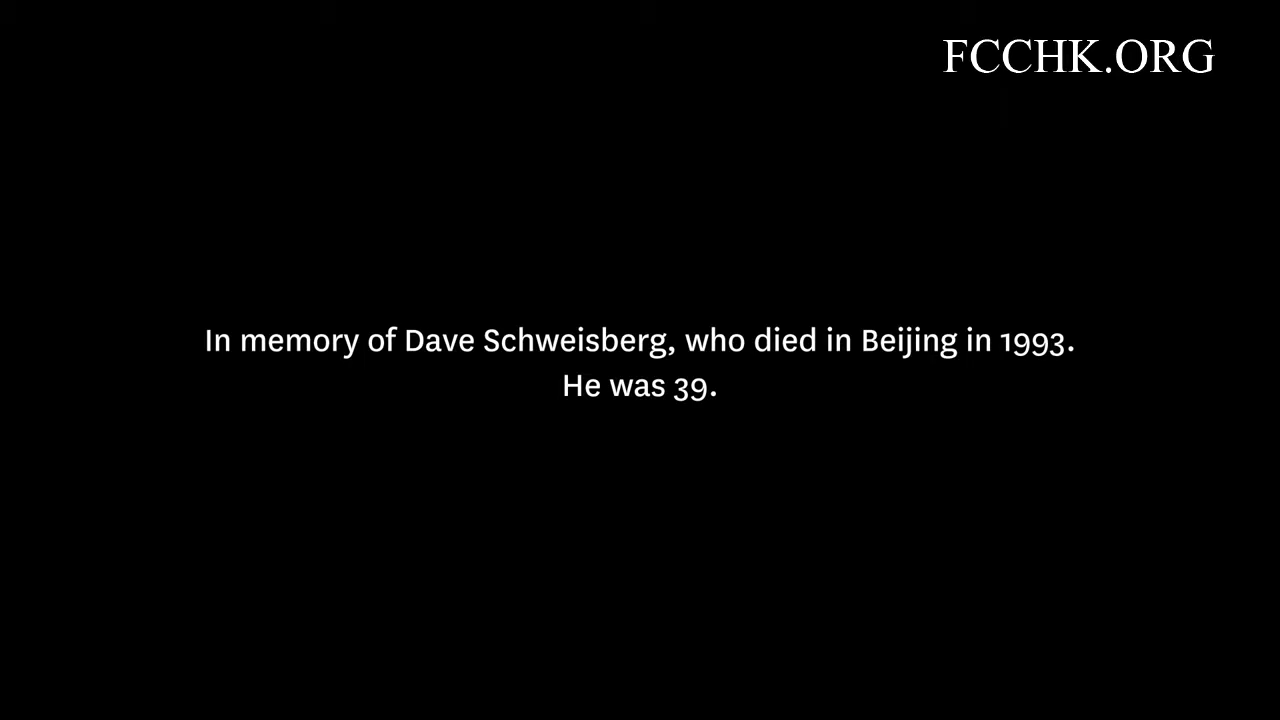 FCCHK.ORG
In memory of Dave Schweisberg, who died in Beijing in 1993.
He was 39.